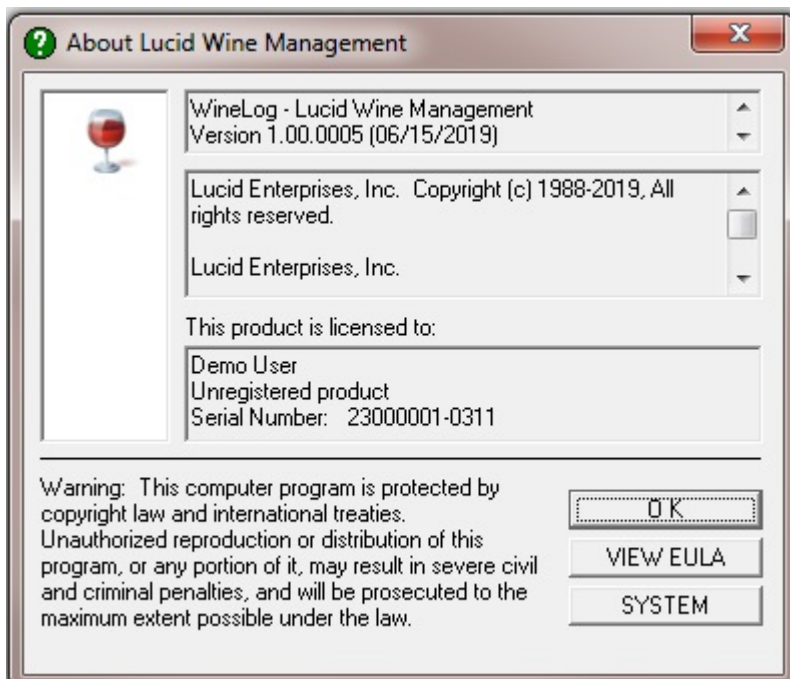 About Lucid Wine Management
WineLog - Lucid Wine Management
Version 1.00.0005 (06/15/2019)
Lucid Enterprises, Inc.  Copyright (c) 1988-2019, All
rights reserved.
Lucid Enterprises, Inc.
This product is licensed to:
Demo User
Unregistered product
Serial Number:   23000001-0311
Warning:  This computer program is protected by
copyright law and international treaties.
Unauthorized reproduction or distribution of this
program, or any portion of it, may result in severe civil
and criminal penalties, and will be prosecuted to the
maximum extent possible under the law.
O K
VIEW EULA
SYSTEM